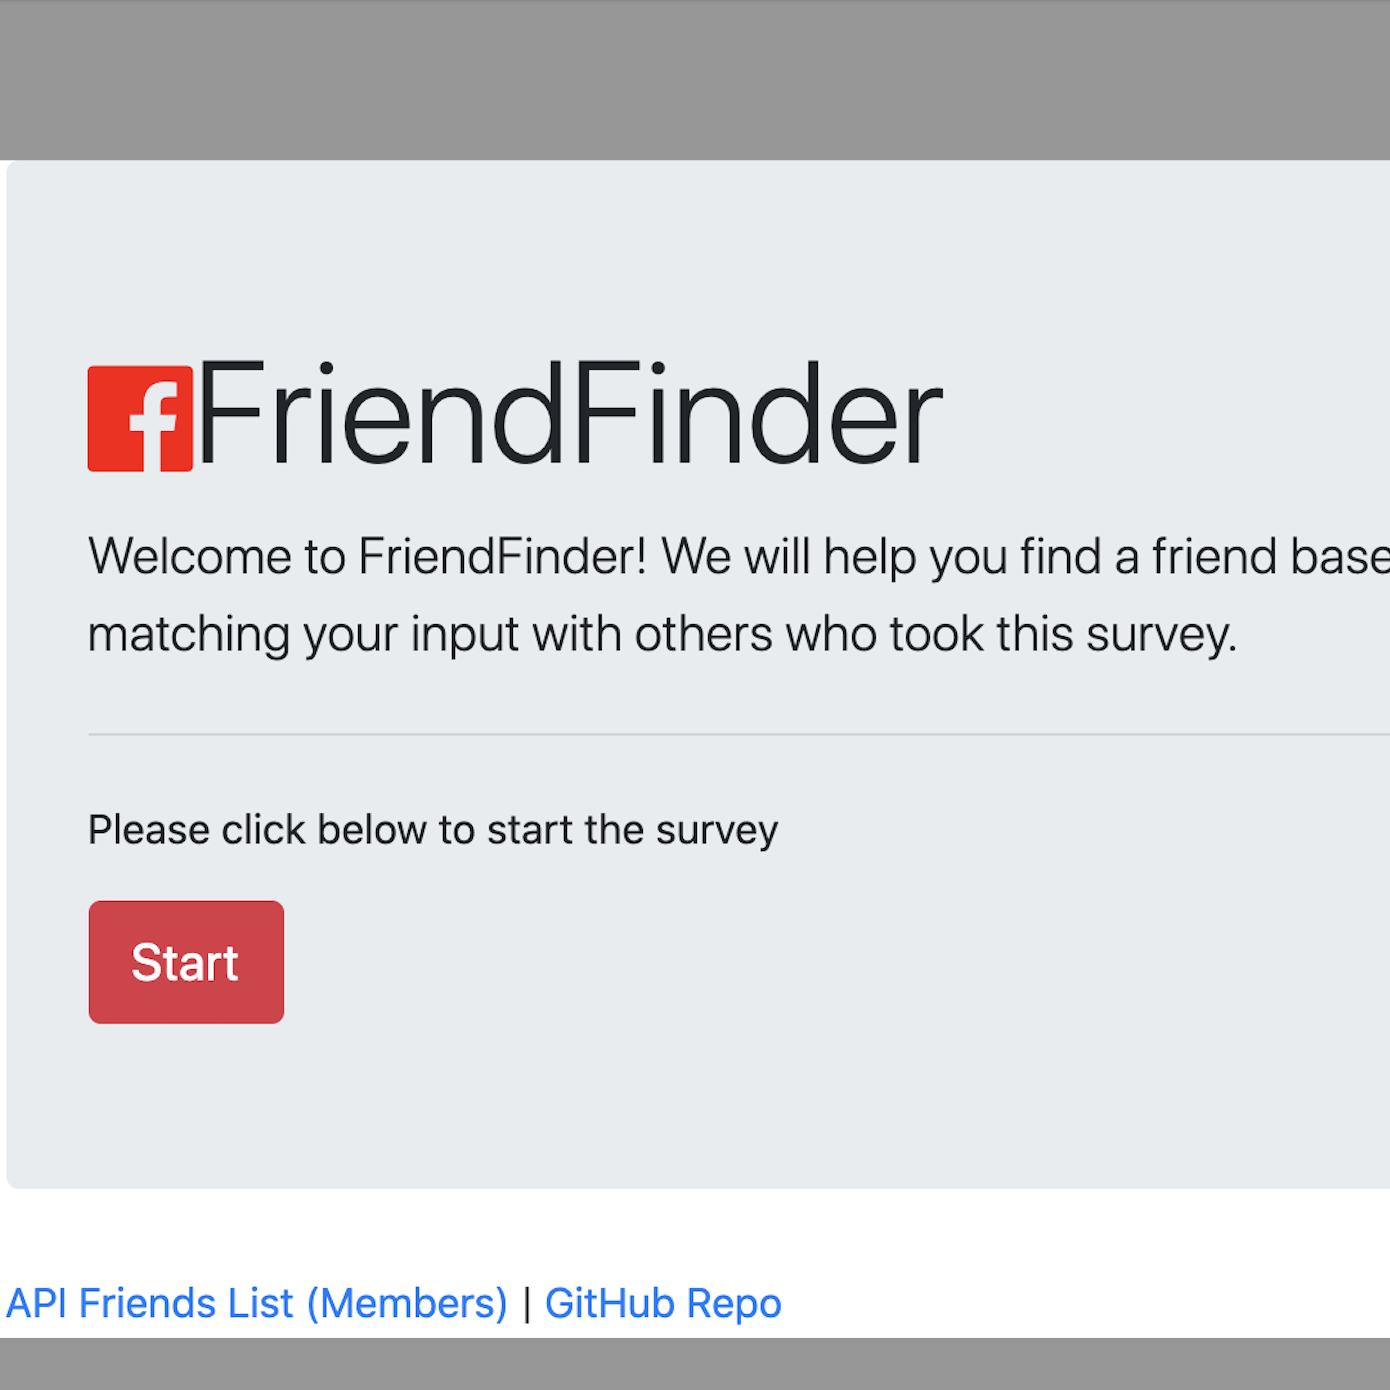 FriendFinder
Welcome to FriendFinder! We will help you find a friend base
matching your input with others who took this survey.
Please click below to start the survey
Start
API Friends List (Members) | GitHub Repo